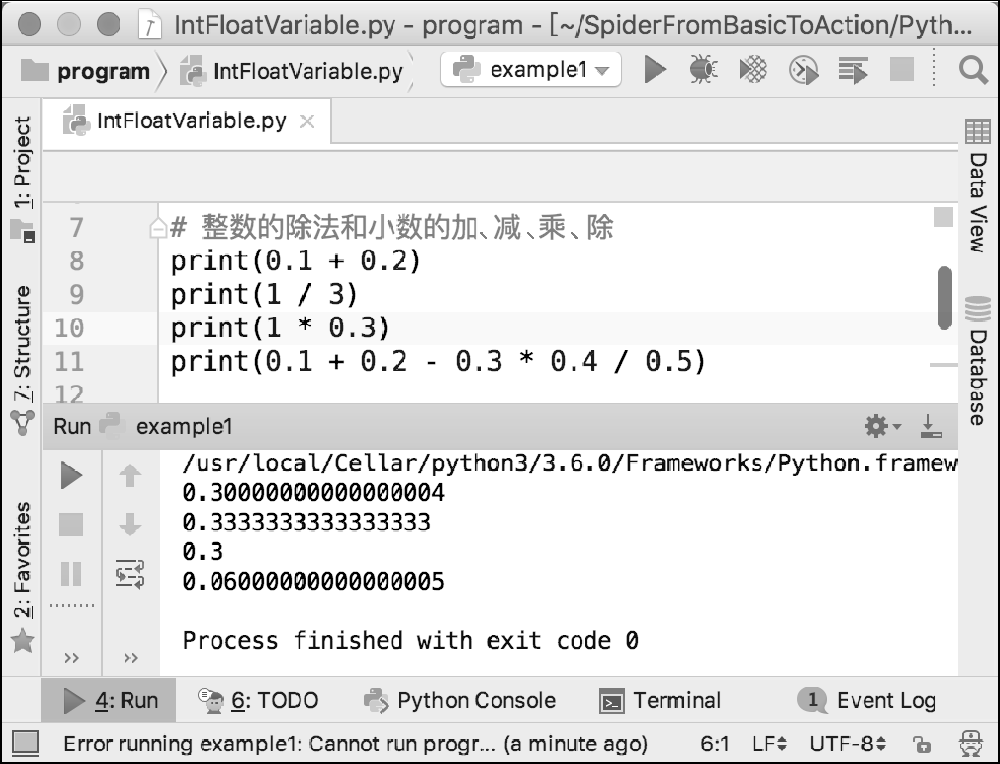 IntFloatVariable.py – program – [~/SpiderFromBasicToAction/Pyth...
program IntFloatVariable.py example1
IntFloatVariable.py
1: Project
7: Structure
2: Favorites
Data View
Database
7 # 整数的除法和小数的加、减、乘、除
8 print(0.1 + 0.2)
9 print(1 / 3)
10 print(1 * 0.3)
11 print(0.1 + 0.2 - 0.3 * 0.4 / 0.5)
12
Run example1
/usr/local/Cellar/python3/3.6.0/Frameworks/Python.framew
0.30000000000000004
0.3333333333333333
0.3
0.06000000000000005
Process finished with exit code 0
4: Run 6: TODO Python Console Terminal 1 Event Log
Error running example1: Cannot run progr... (a minute ago) 6:1 LF UTF-8